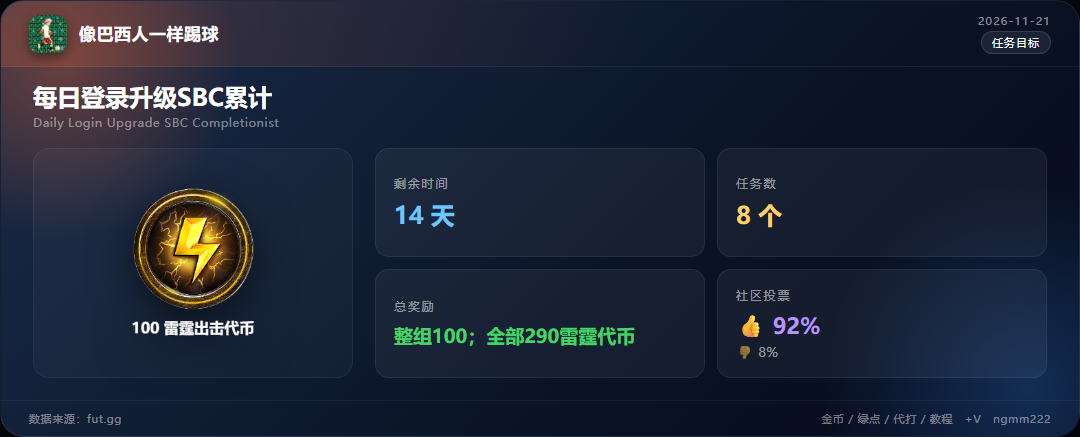 像巴西人一样踢球
2026-11-21
任务目标
每日登录升级SBC累计
Daily Login Upgrade SBC Completionist
100 雷霆出击代币
剩余时间
14 天
任务数
8 个
总奖励
整组100；全部290雷霆代币
社区投票
92%
8%
数据来源：fut.gg
金币 / 绿点 / 代打 / 教程 +V ngmm222